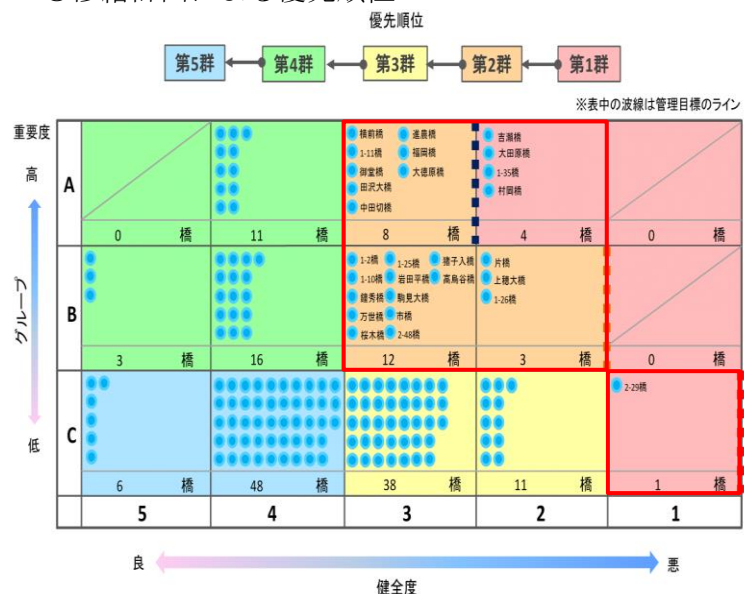 優先順位
第5群 第4群 第3群 第2群 第1群
※表中の波線は管理目標のライン
重要度
高
グループ
低
A
横前橋 進農橋
1-11橋 福岡橋
御堂橋 大徳原橋
田沢大橋
中田切橋
吉瀬橋
大田原橋
1-35橋
村岡橋
0 橋 11 橋 8 橋 4 橋 0 橋
B
1-2橋 1-25橋 擔子入橋
1-10橋 岩田平橋 高鳥谷橋
鐘秀橋 駒見大橋
万世橋 市橋
桜木橋 2-48橋
片橋
上穂大橋
1-26橋
3 橋 16 橋 12 橋 3 橋 0 橋
C
2-29橋
6 橋 48 橋 38 橋 11 橋 1 橋
5 4 3 2 1
良 悪
健全度